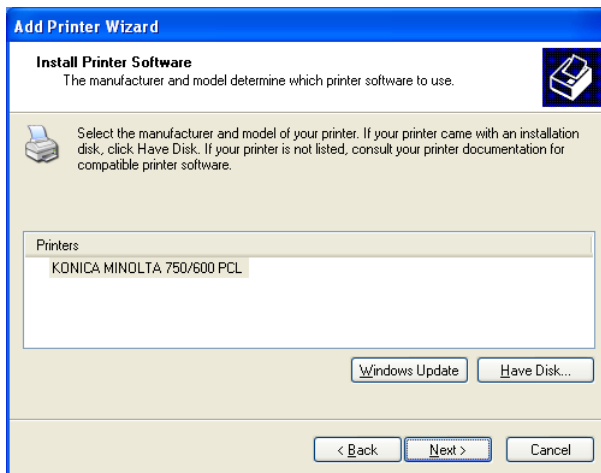 Add Printer Wizard
Install Printer Software
The manufacturer and model determine which printer software to use.
Select the manufacturer and model of your printer. If your printer came with an installation
disk, click Have Disk. If your printer is not listed, consult your printer documentation for
compatible printer software.
Printers
KONICA MINOLTA 750/600 PCL
Windows Update
Have Disk...
< Back
Next >
Cancel